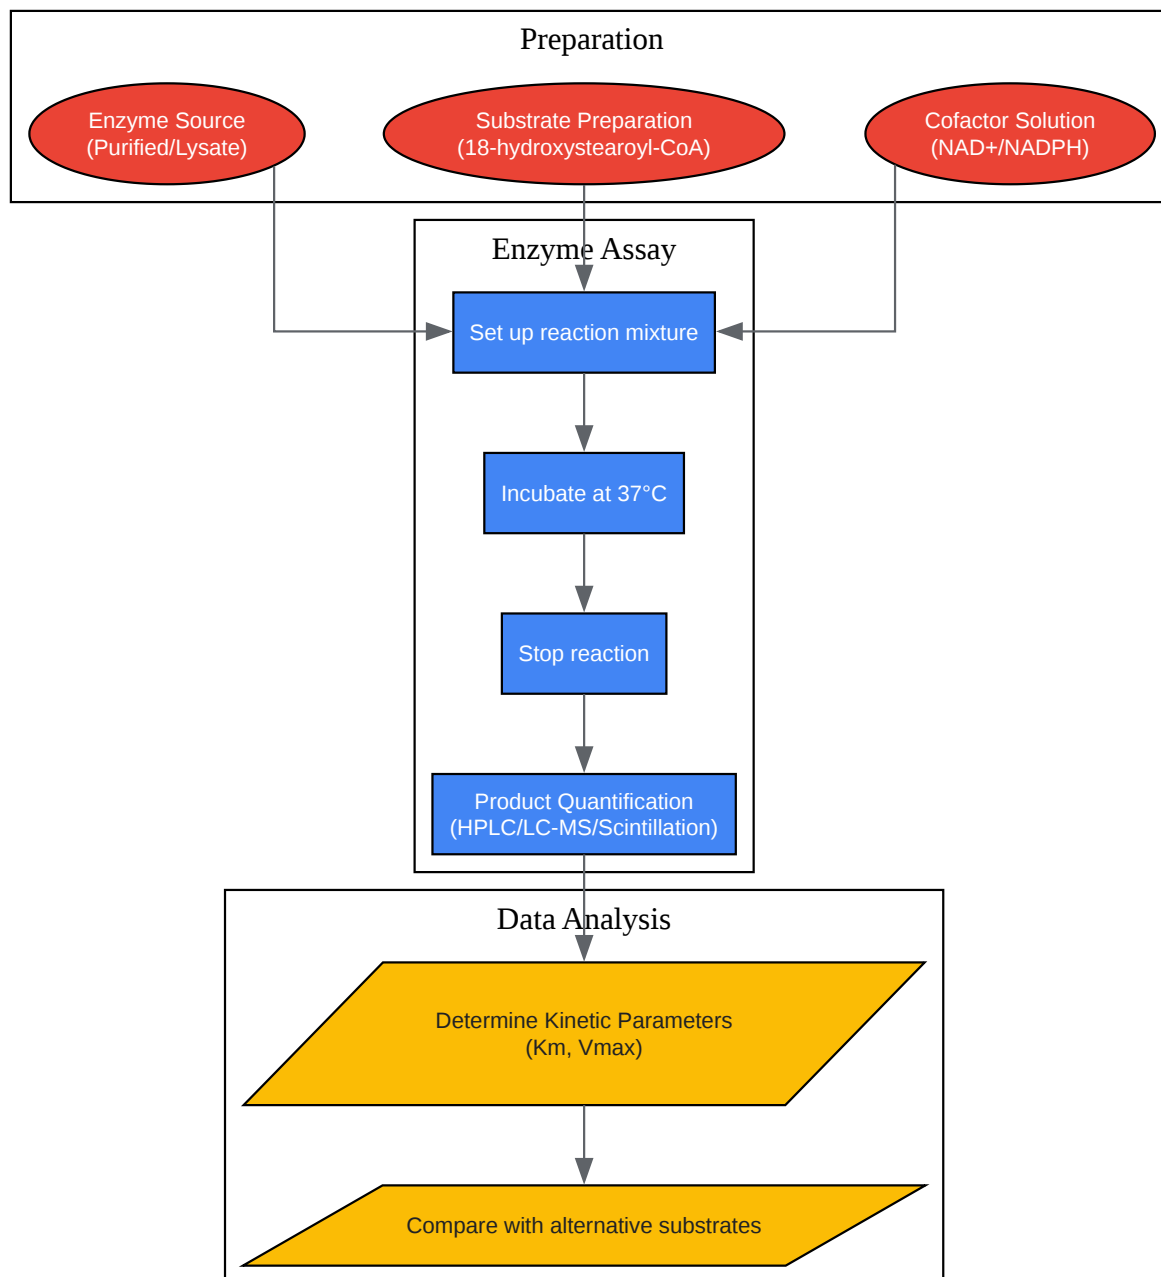 Preparation
Enzyme Source
(Purified/Lysate)
Substrate Preparation
(18-hydroxystearoyl-CoA)
Cofactor Solution
(NAD+/NADPH)
Enzyme Assay
Set up reaction mixture
Incubate at 37°C
Stop reaction
Product Quantification
(HPLC/LC-MS/Scintillation)
Data Analysis
Determine Kinetic Parameters
(Km, Vmax)
Compare with alternative substrates